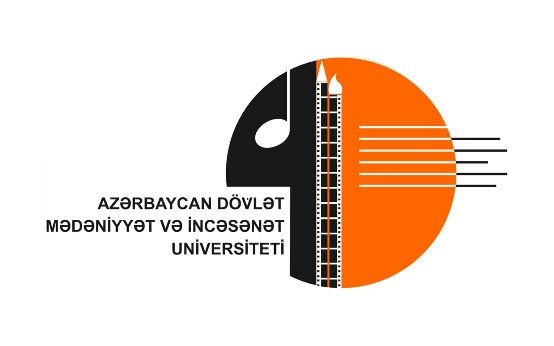 AZƏRBAYCAN DÖVLƏT
MƏDƏNİYYƏT VƏ İNCƏSƏNƏT
UNİVERSİTETİ